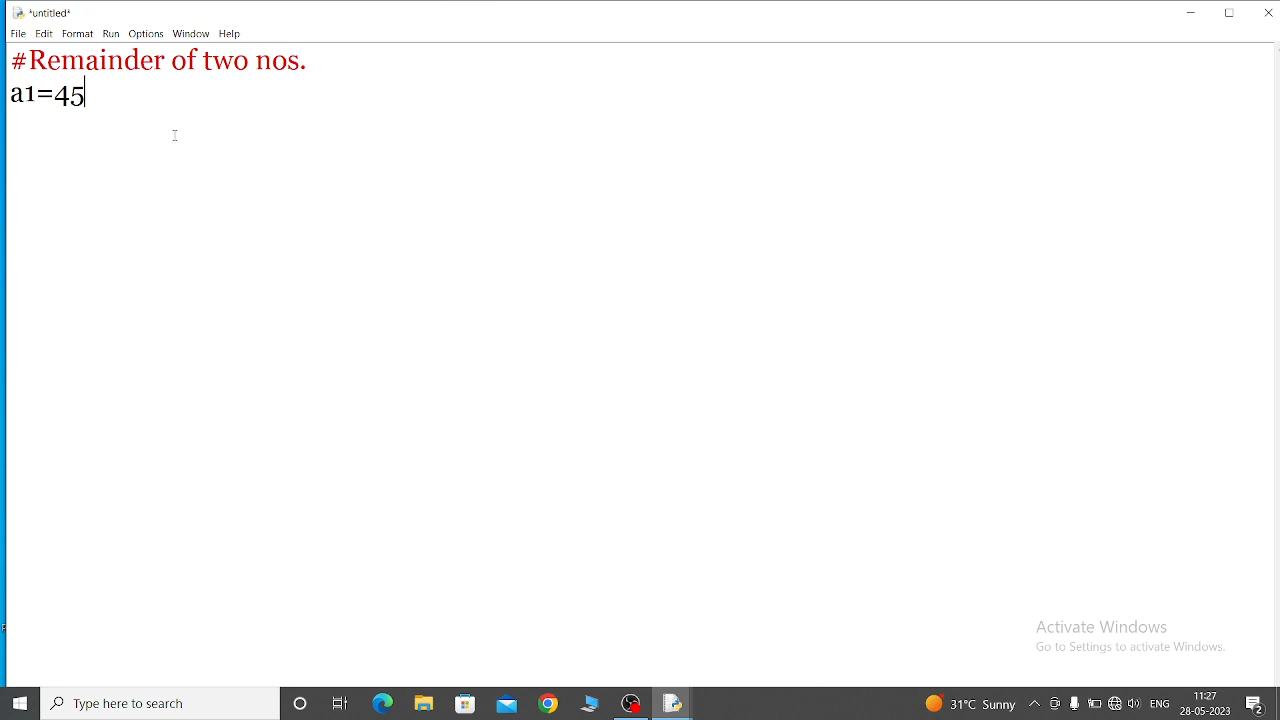 *untitled*
File Edit Format Run Options Window Help
#Remainder of two nos.
a1=45
Activate Windows
Go to Settings to activate Windows.
Type here to search
31°C Sunny
ENG
11:27
28-05-2023
2